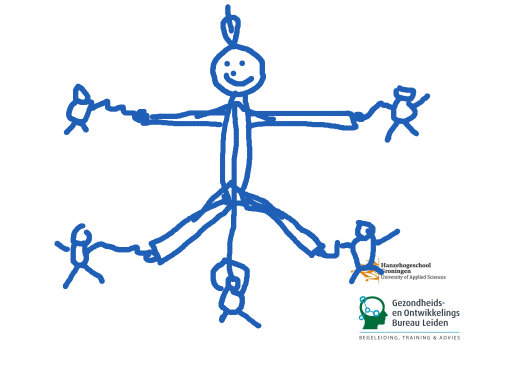 Hanzehogeschool
Groningen
University of Applied Sciences
Gezondheids-
en Ontwikkelings
Bureau Leiden
BEGELEIDING, TRAINING & ADVIES